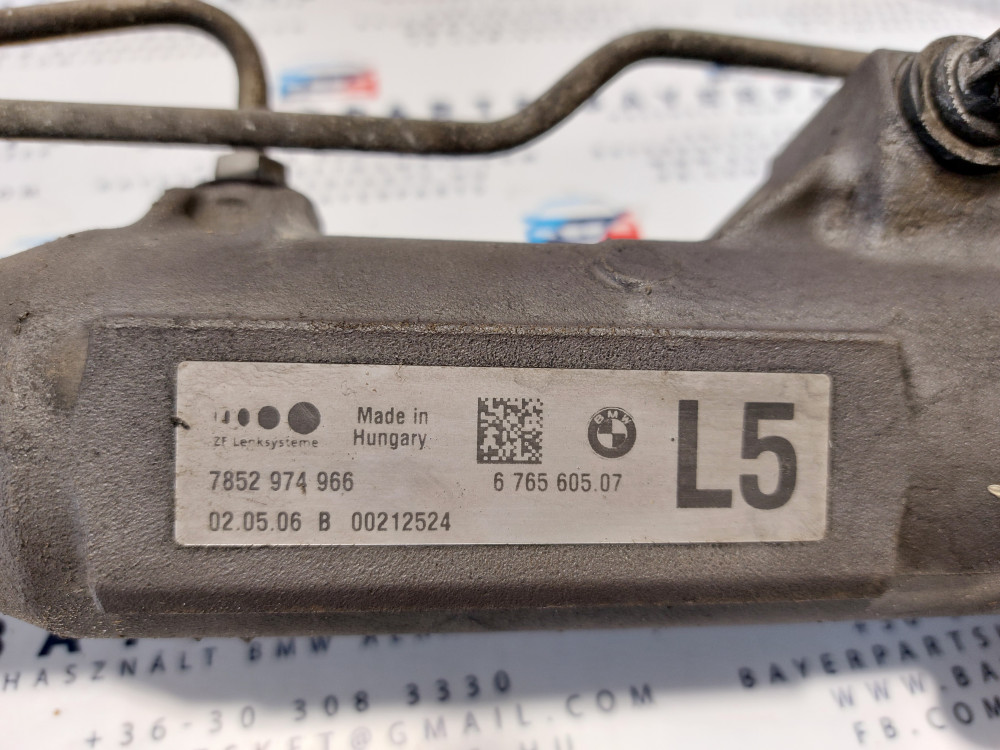 ZF Lenksysteme
Made in
Hungary
BMW
L5
7852 974 966
6 765 605.07
02.05.06 B 00212524
HASZNÁLT BMW
BAYERPARTS
+36-30 308 3330
@GMAIL.COM
WWW.BA
FB.COM